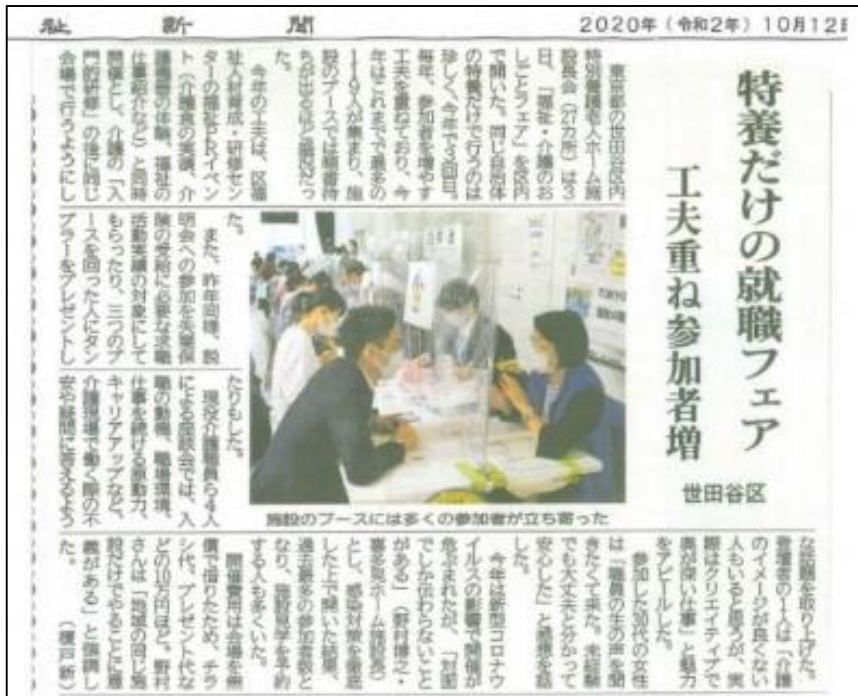 祉新聞
2020年(令和2年)10月12日
特養だけの就職フェア
工夫重ね参加者増
世田谷区
東京都の世田谷区内
特別養護老人ホーム施
設長会(27カ所)は3
日、「福祉・介護のお
しごとフェア」を区内
で開いた。同じ自治体
の特養だけで行うのは
珍しく、今年で3回目。
毎年、参加者を増やす
工夫を重ねており、今
年はこれまでで最多の
119人が集まり、施
設のブースでは順番待
ちが出るほど盛況だっ
た。
今年の工夫は、区福
祉人材育成・研修セン
ターの福祉PRイベン
ト(介護食の実演、介
護機器の体験、福祉の
仕事紹介など)と同時
開催とし、介護の「入
門的研修」の後に同じ
会場で行うようにし
た。
また、昨年同様、説
明会への参加を失業保
険の受給に必要な求職
活動実績の対象にして
もらったり、三つのブ
ースを回った人にタン
ブラーをプレゼントし
たりもした。
現役介護職員ら4人
による座談会では、入
職の動機、職場環境、
仕事を続ける原動力、
キャリアアップなど、
介護現場で働く際の不
安や疑問に答えるよう
施設のブースには多くの参加者が立ち寄った
な話題を取り上げた。
登壇者の1人は「介護
のイメージが良くない
人もいると思うが、実
際はクリエイティブで
奥が深い仕事」と魅力
をアピールした。
参加した30代の女性
は「職員の生の声を聞
きたくて来た。未経験
でも大丈夫と分かって
安心した」と感想を話
した。
今年は新型コロナウ
イルスの影響で開催が
危ぶまれたが、「対面
でしか伝わらないこと
がある」(野村博之・
喜多見ホーム施設長)
とし、感染対策を徹底
した上で開いた結果、
過去最多の参加者数と
なり、施設見学を予約
する人も多くいた。
開催費用は会場を無
償で借りたため、チラ
シ代、プレゼント代な
どの10万円ほど。野村
さんは「地域の同じ施
設だけでやることに意
義がある」と強調し
た。(榎戸新)